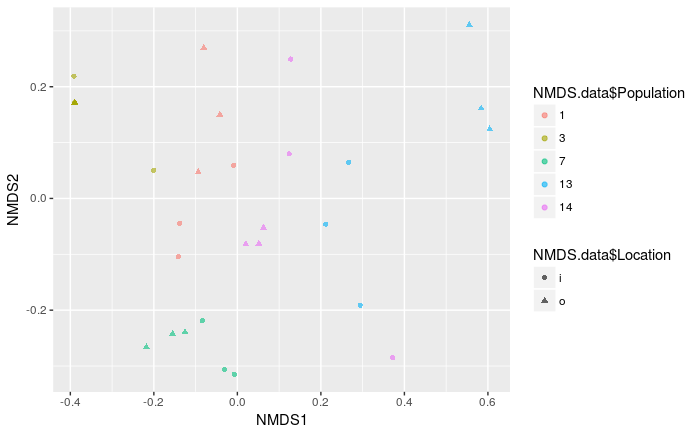 0.2
0.0
-0.2
NMDS2
-0.4 -0.2 0.0 0.2 0.4 0.6
NMDS1
NMDS.data$Population
1
3
7
13
14
NMDS.data$Location
i
o